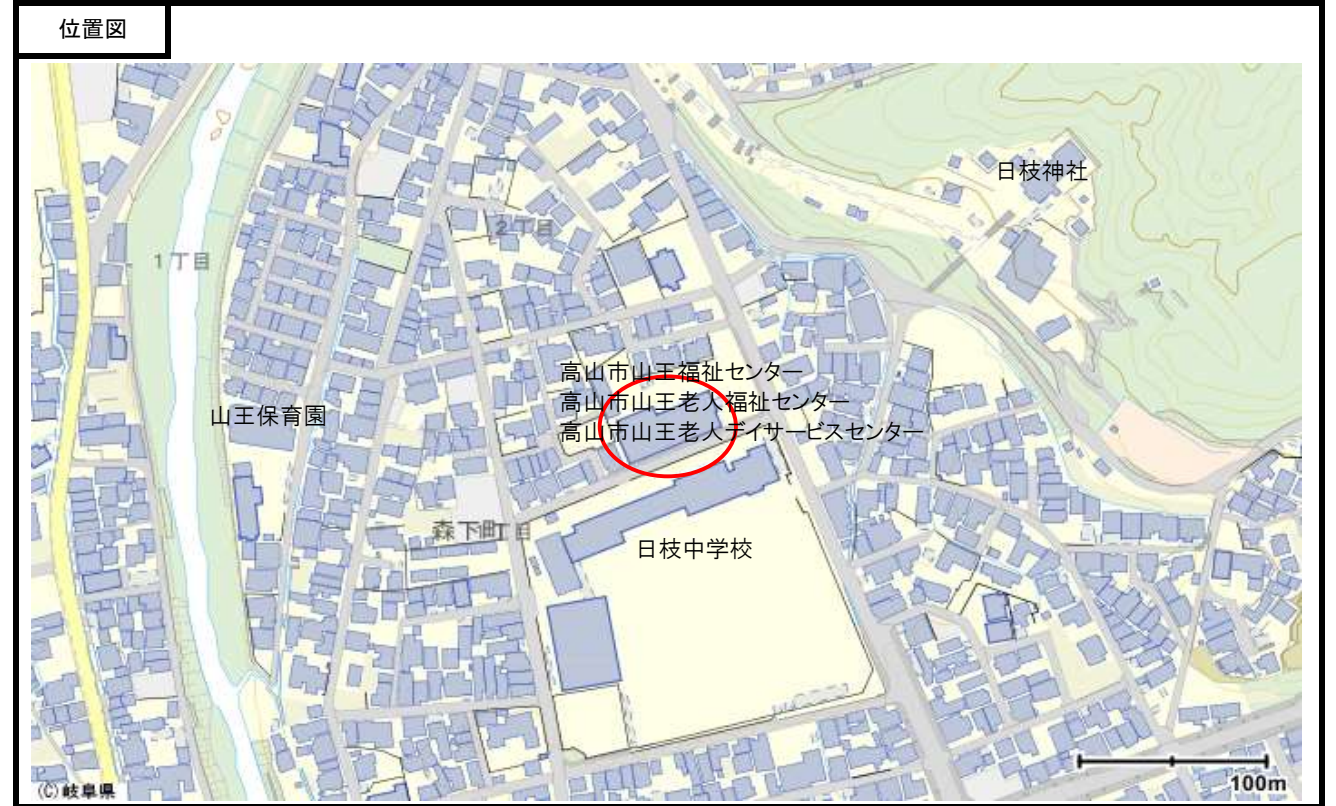 位置図
日枝神社
2丁目
1丁目
高山市山王福祉センター
高山市山王老人福祉センター
高山市山王老人デイサービスセンター
山王保育園
森下町
丁目
日枝中学校
100m
(C)岐阜県